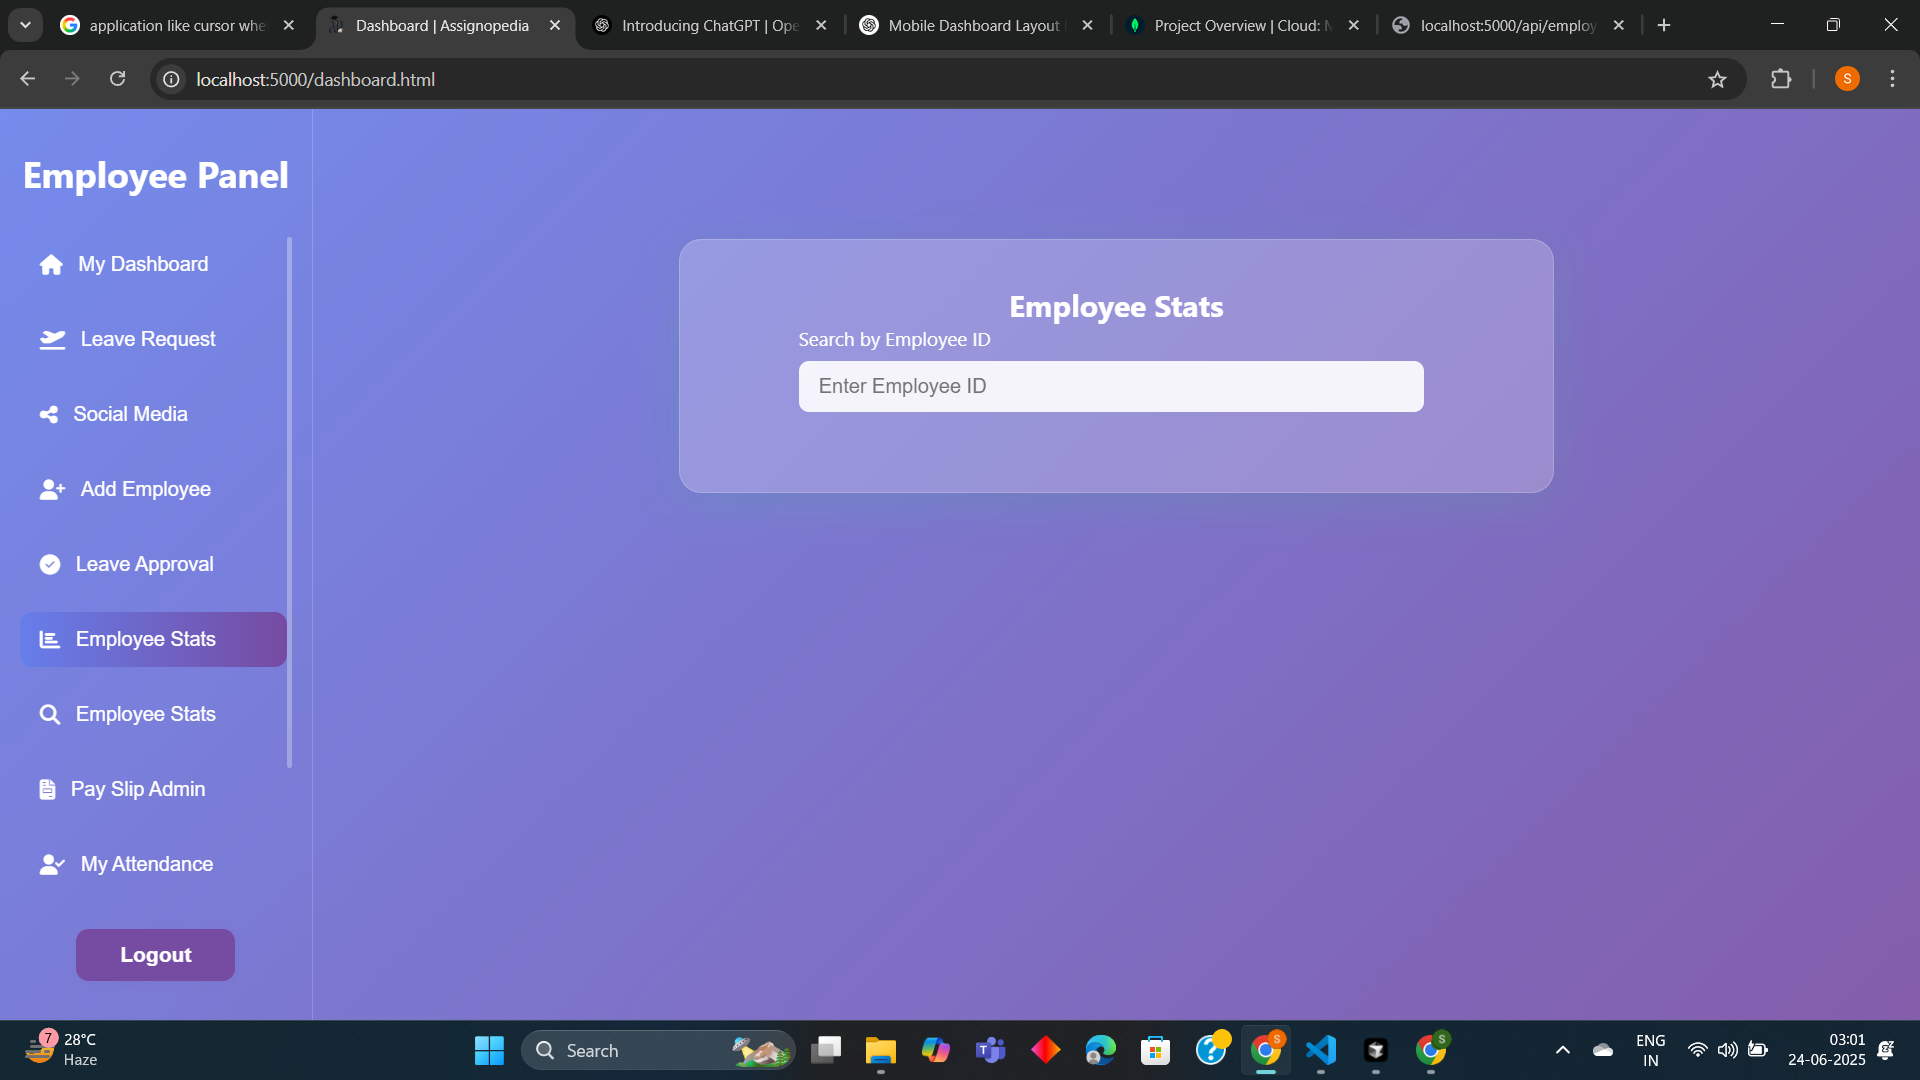 application like cursor whe
Dashboard | Assignopedia
Introducing ChatGPT | Ope
Mobile Dashboard Layout
Project Overview | Cloud: M
localhost:5000/api/employ
localhost:5000/dashboard.html
S
Employee Panel
My Dashboard
Leave Request
Social Media
Add Employee
Leave Approval
Employee Stats
Employee Stats
Pay Slip Admin
My Attendance
Logout
Employee Stats
Search by Employee ID
Enter Employee ID
7
28°C
Haze
Search
S
S
ENG
IN
03:01
24-06-2025